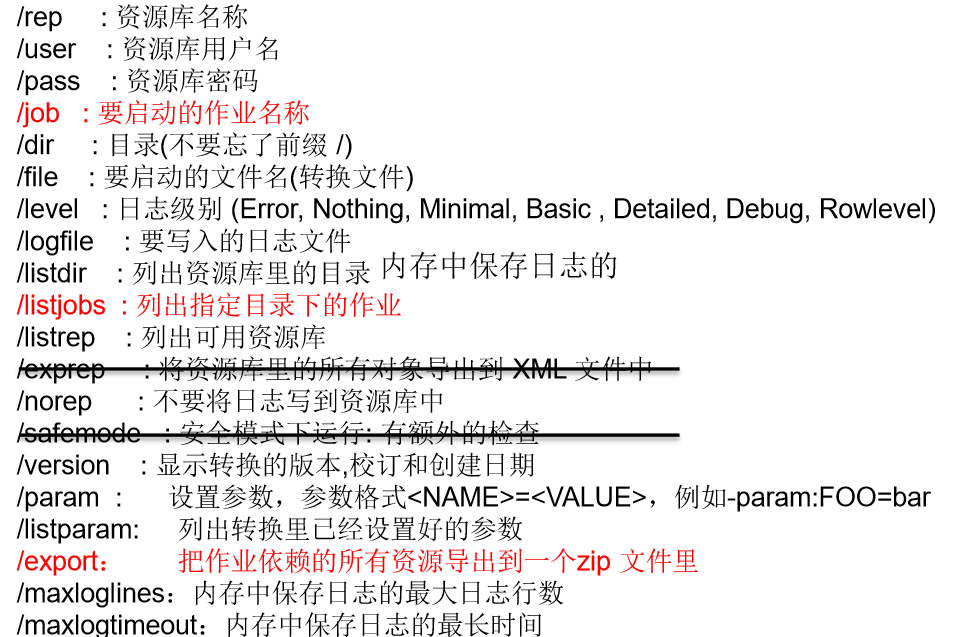 /rep : 资源库名称
/user : 资源库用户名
/pass : 资源库密码
/job : 要启动的作业名称
/dir : 目录(不要忘了前缀 /)
/file : 要启动的文件名(转换文件)
/level : 日志级别 (Error, Nothing, Minimal, Basic , Detailed, Debug, Rowlevel)
/logfile : 要写入的日志文件
/listdir : 列出资源库里的目录 内存中保存日志的
/listjobs : 列出指定目录下的作业
/listrep : 列出可用资源库
/exprep : 将资源库里的所有对象导出到 XML 文件中
/norep : 不要将日志写到资源库中
/safemode : 安全模式下运行: 有额外的检查
/version : 显示转换的版本,校订和创建日期
/param : 设置参数，参数格式<NAME>=<VALUE>，例如-param:FOO=bar
/listparam: 列出转换里已经设置好的参数
/export： 把作业依赖的所有资源导出到一个zip 文件里
/maxloglines：内存中保存日志的最大日志行数
/maxlogtimeout：内存中保存日志的最长时间